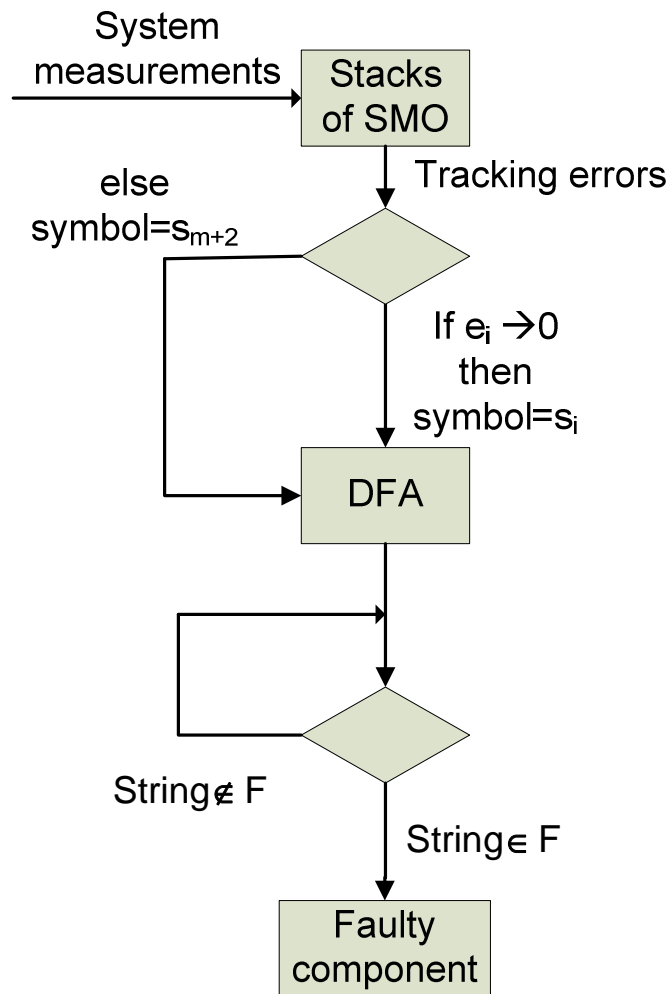 System
measurements
Stacks
of SMO
Tracking errors
else
symbol=sₘ₊₂
If eᵢ →0
then
symbol=sᵢ
DFA
String∉ F
String∈ F
Faulty
component